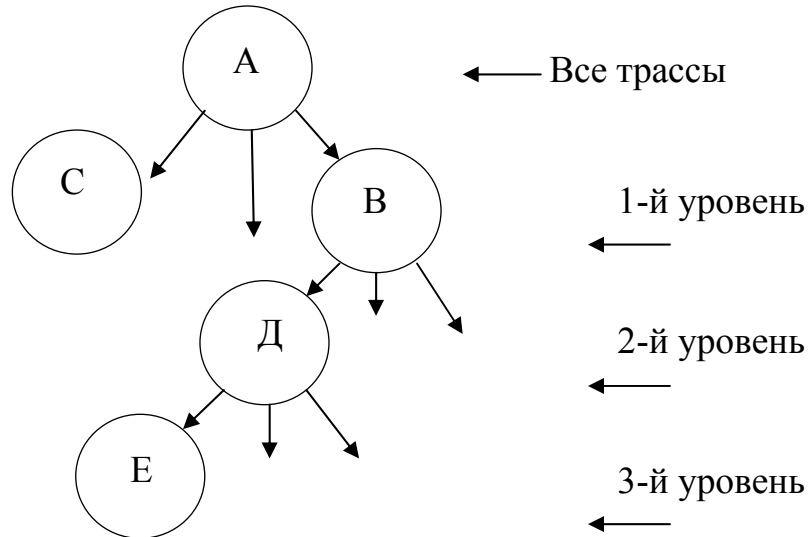 А
Все трассы
С
В
1-й уровень
Д
2-й уровень
Е
3-й уровень